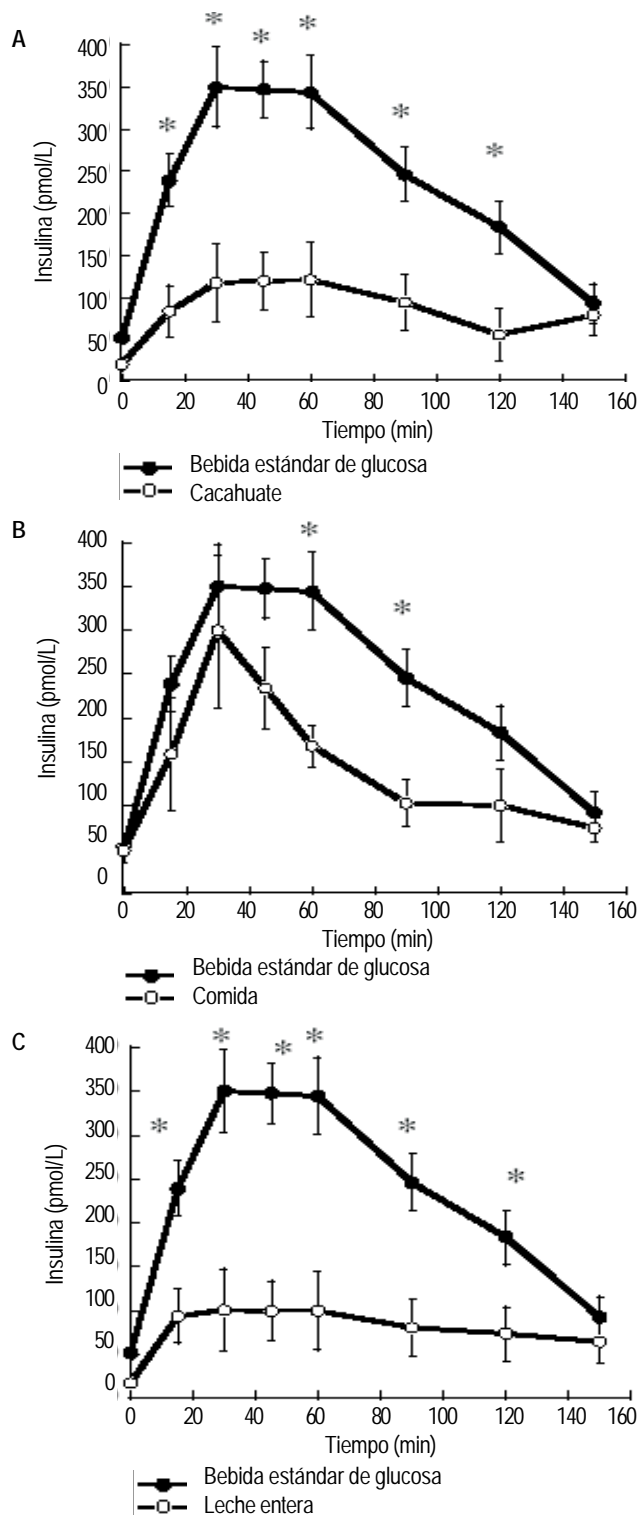 A
400
350
300
250
200
150
100
50
0
Insulina (pmol/L)
* * * * * *
0 20 40 60 80 100 120 140 160
Tiempo (min)
Bebida estándar de glucosa
Cacahuate
B
400
350
300
250
200
150
100
50
0
Insulina (pmol/L)
* *
0 20 40 60 80 100 120 140 160
Tiempo (min)
Bebida estándar de glucosa
Comida
C
400
350
300
250
200
150
100
50
0
Insulina (pmol/L)
* * * * * *
0 20 40 60 80 100 120 140 160
Tiempo (min)
Bebida estándar de glucosa
Leche entera